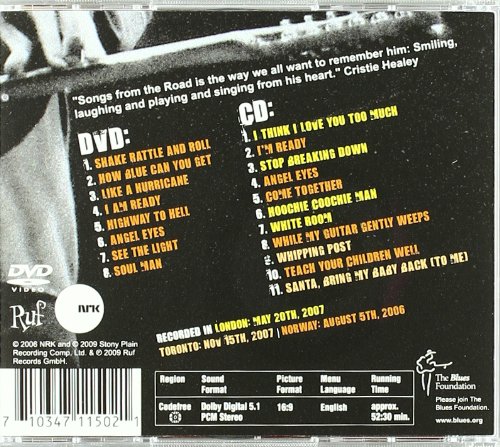 "Songs from the Road is the way we all want to remember him: Smiling,
laughing and playing and singing from his heart." Cristie Healey
DVD:
1. SHAKE RATTLE AND ROLL
2. HOW BLUE CAN YOU GET
3. LIKE A HURRICANE
4. I AM READY
5. HIGHWAY TO HELL
6. ANGEL EYES
7. SEE THE LIGHT
8. SOUL MAN
CD:
1. I THINK I LOVE YOU TOO MUCH
2. I'M READY
3. STOP BREAKING DOWN
4. ANGEL EYES
5. COME TOGETHER
6. HOOCHIE COOCHIE MAN
7. WHITE ROOM
8. WHILE MY GUITAR GENTLY WEEPS
9. WHIPPING POST
10. TEACH YOUR CHILDREN WELL
11. SANTA, BRING MY BABY BACK (TO ME)
RECORDED IN LONDON: MAY 20TH, 2007
TORONTO: NOV 15TH, 2007 | NORWAY: AUGUST 5TH, 2006
DVD
VIDEO
Ruf
NRK
© 2006 NRK and © 2009 Stony Plain
Recording Comp. Ltd. & © 2009 Ruf
Records GmbH.
Region Sound Format Picture Format Menu Language Running Time
Codefree Dolby Digital 5.1 PCM Stereo 16:9 English approx. 52:30 min.
The Blues
Foundation
Please join The
Blues Foundation.
www.blues.org
7 10347 11502 1